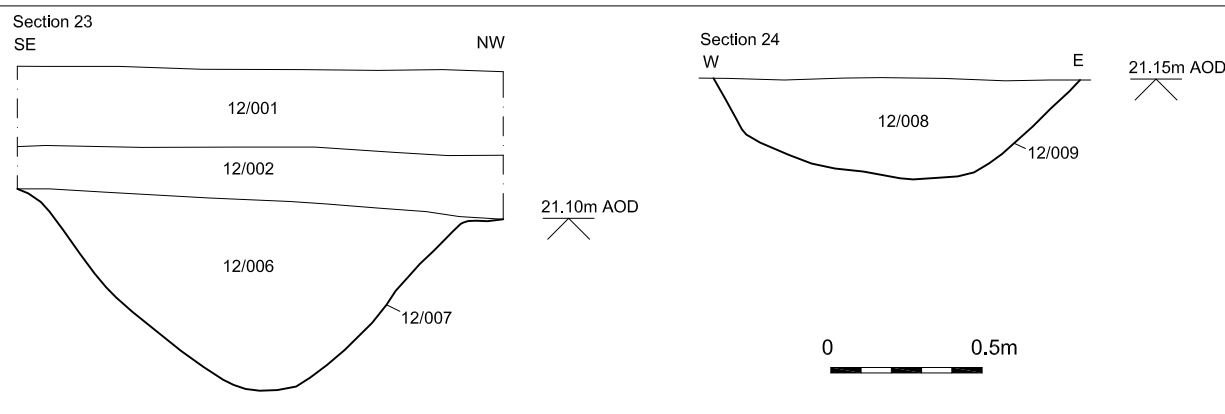 Section 23
SE
NW
12/001
12/002
21.10m AOD
12/006
12/007
Section 24
W
E
21.15m AOD
12/008
12/009
0
0.5m